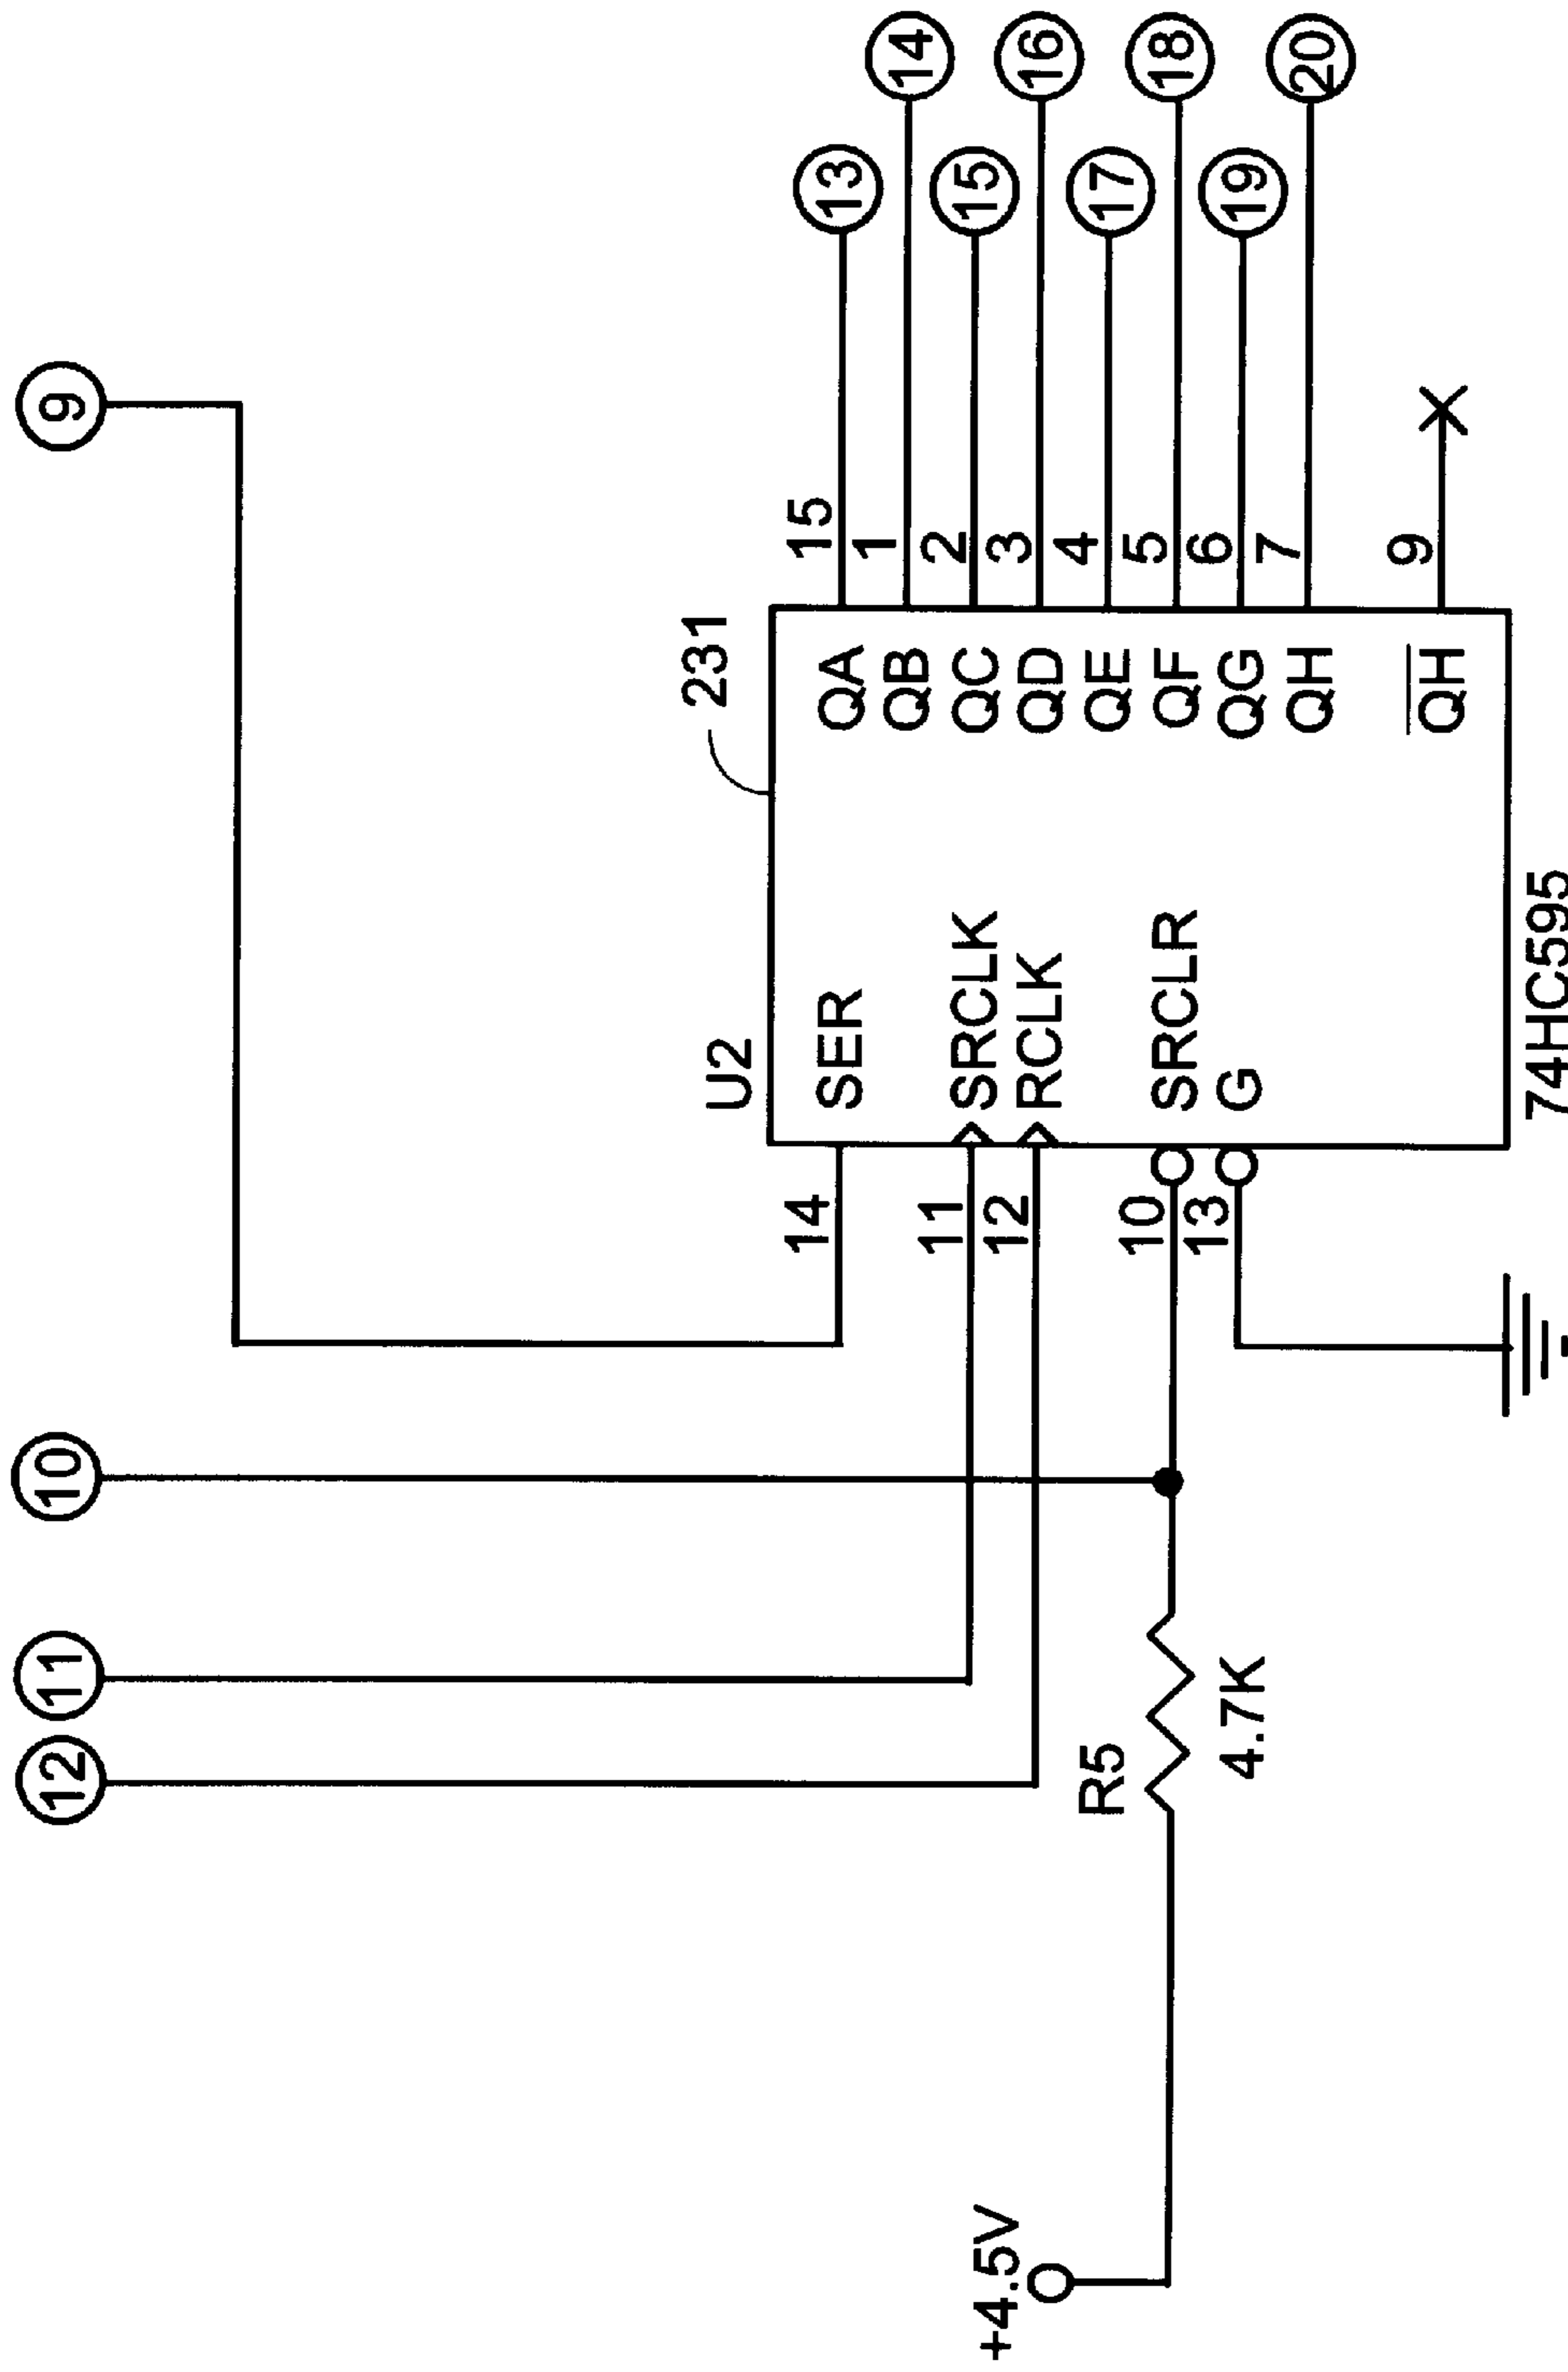 12
11
10
9
U2
231
14
SER
QA
15
13
QB
1
14
11
SRCLK
QC
2
15
12
RCLK
QD
3
16
QE
4
17
10
SRCLR
QF
5
18
13
G
QG
6
19
QH
7
20
QH
9
74HC595
+4.5V
R5
4.7K